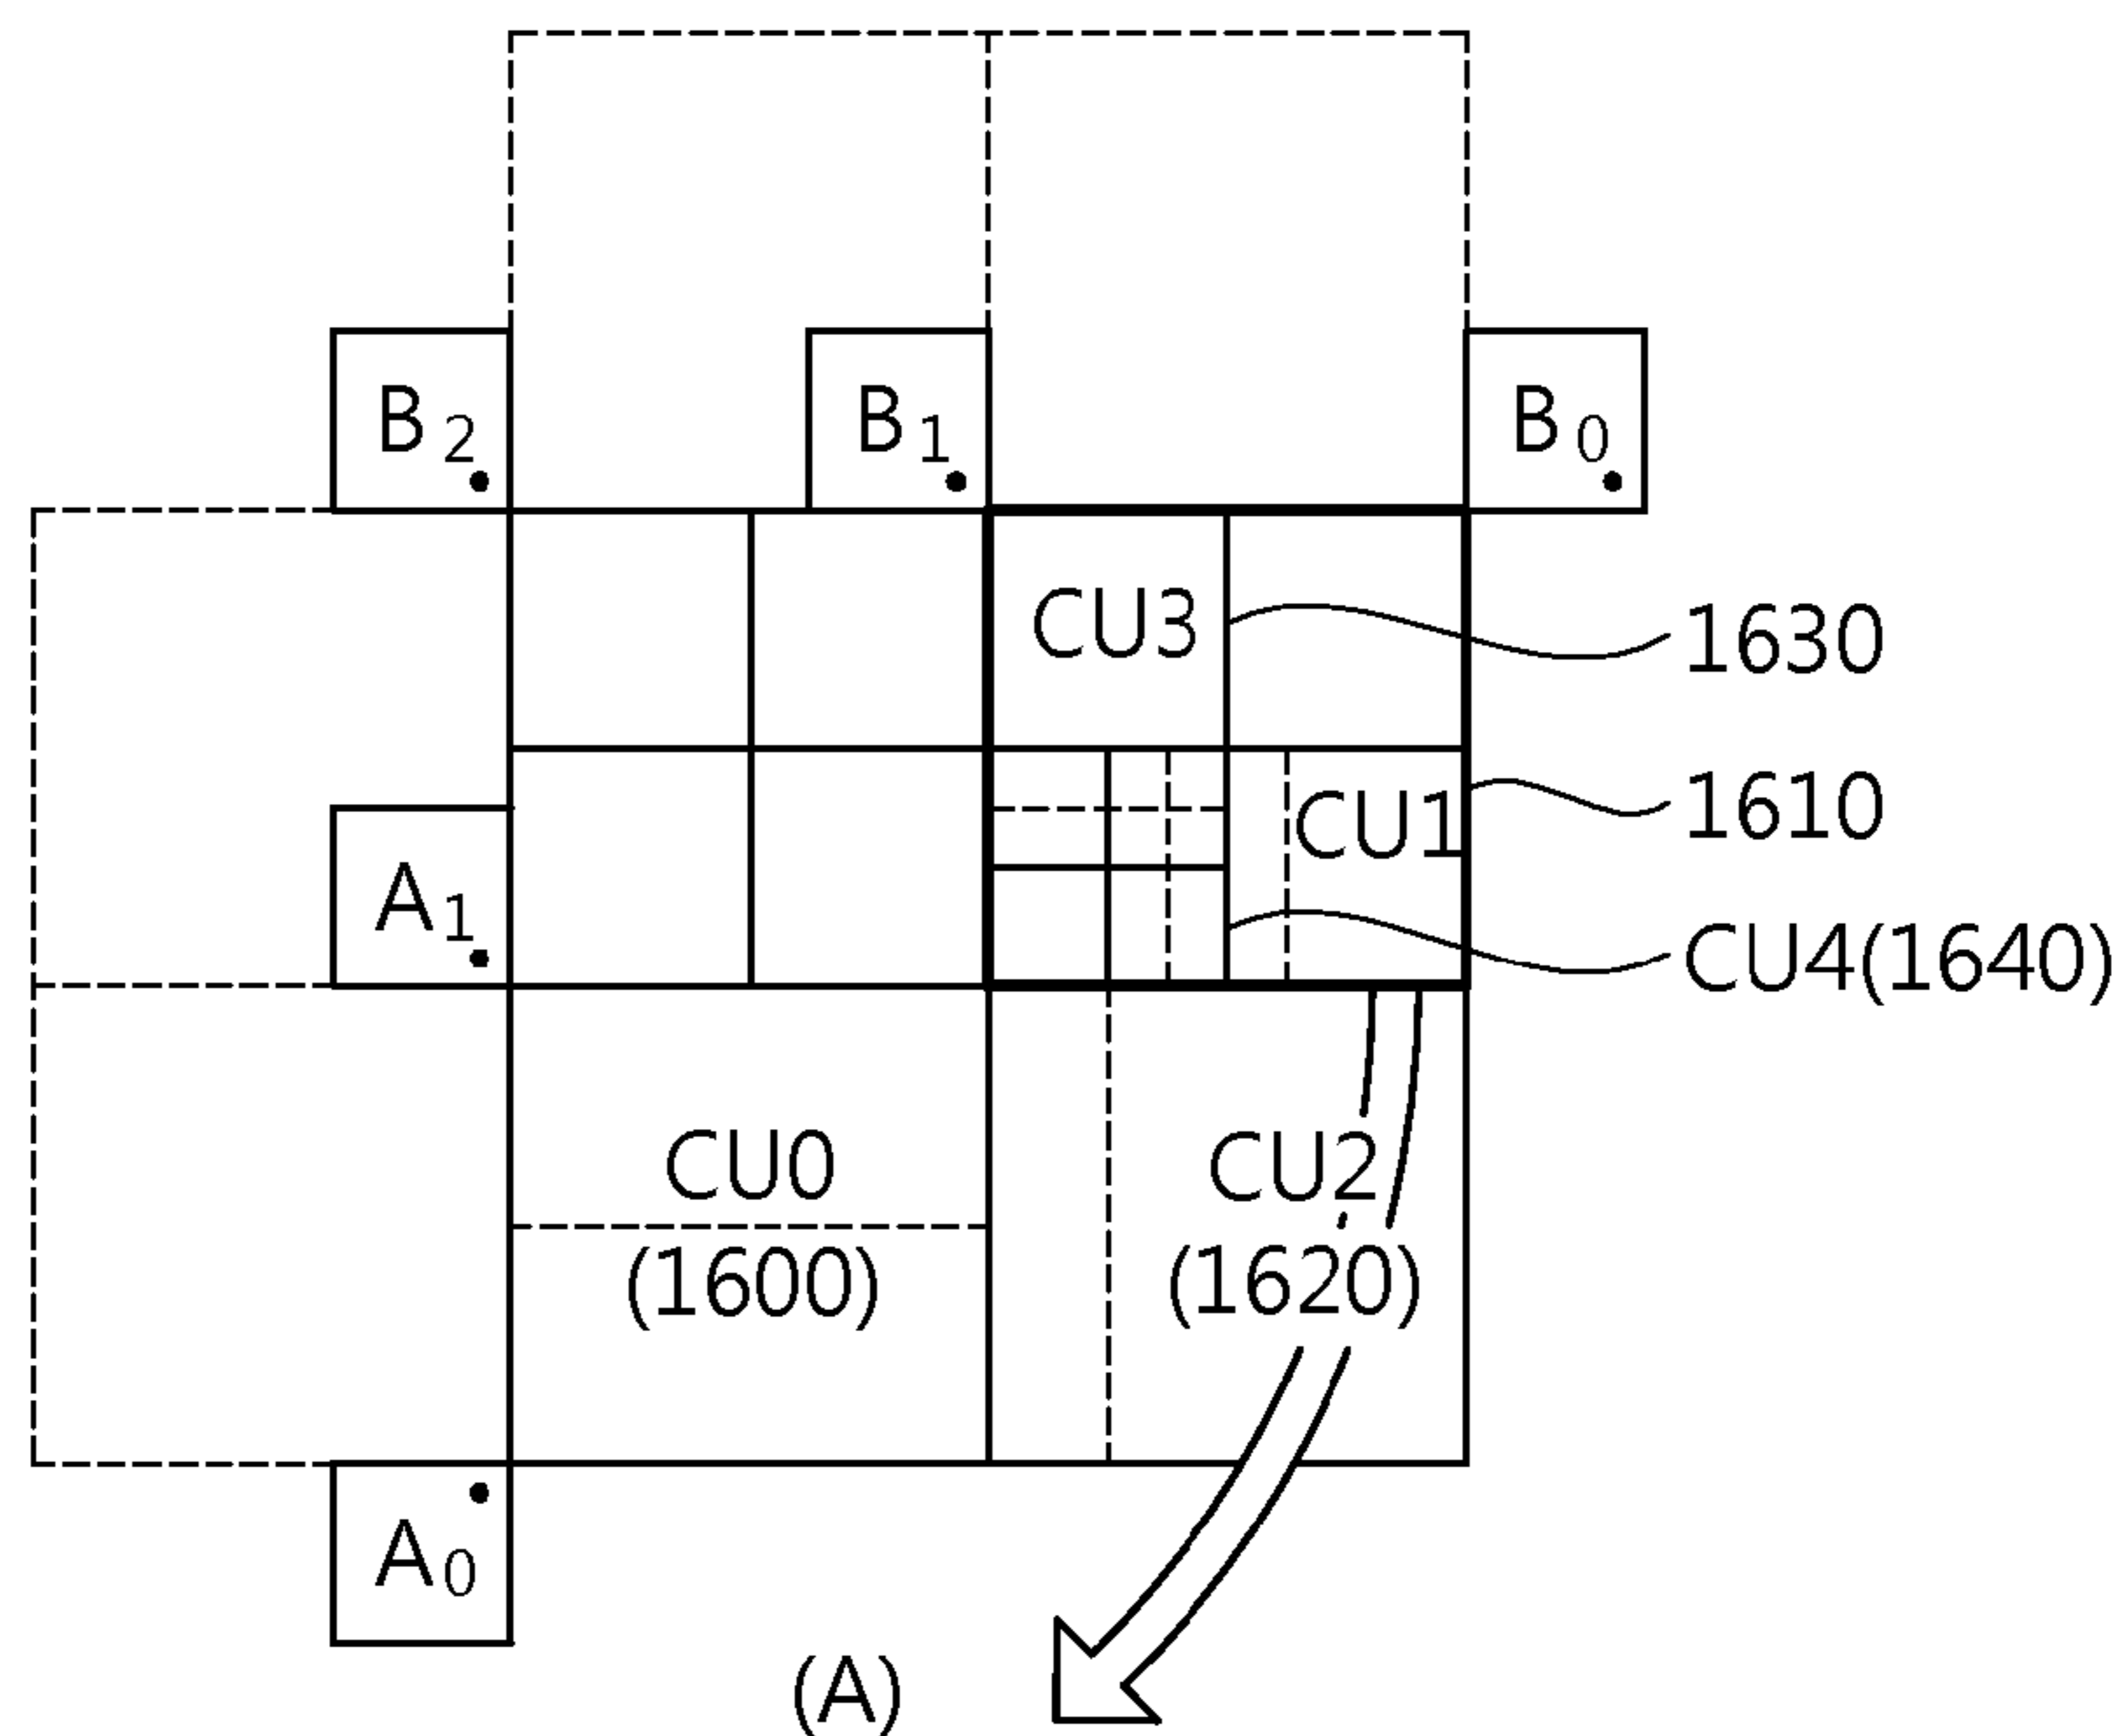 B2
B1
B0
CU3
1630
CU1
1610
A1
CU4(1640)
CU0
(1600)
CU2
(1620)
A0
(A)